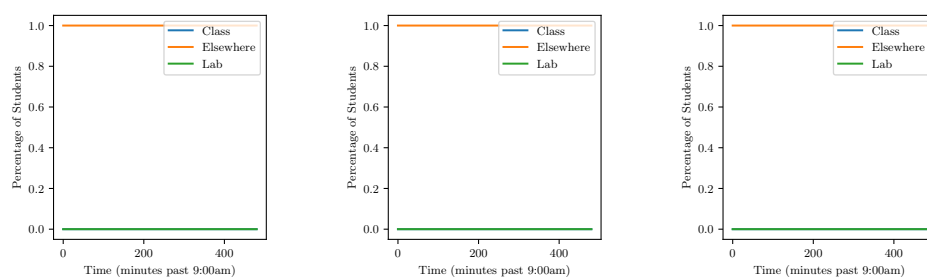 1.0
0.8
0.6
0.4
0.2
0.0
Percentage of Students
0
200
400
Time (minutes past 9:00am)
Class
Elsewhere
Lab
1.0
0.8
0.6
0.4
0.2
0.0
Percentage of Students
0
200
400
Time (minutes past 9:00am)
Class
Elsewhere
Lab
1.0
0.8
0.6
0.4
0.2
0.0
Percentage of Students
0
200
400
Time (minutes past 9:00am)
Class
Elsewhere
Lab